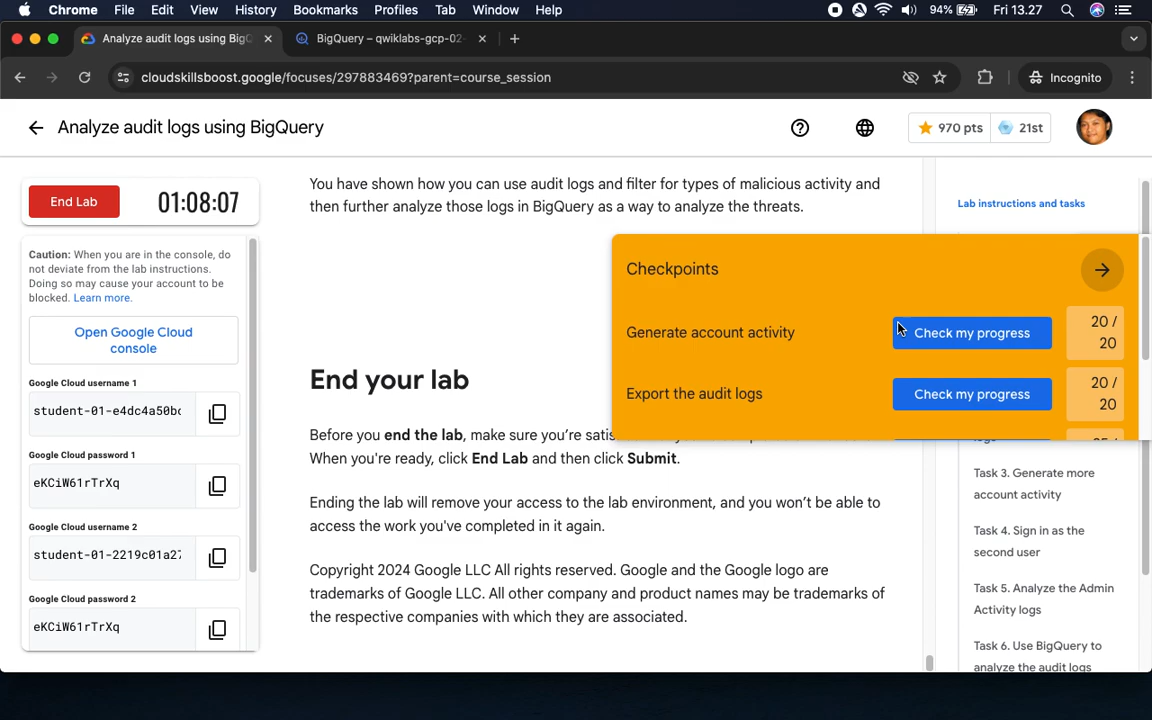 Chrome File Edit View History Bookmarks Profiles Tab Window Help 94% Fri 13.27
Analyze audit logs using BigQ
BigQuery – qwiklabs-gcp-02-
cloudskillsboost.google/focuses/297883469?parent=course_session
Incognito
Analyze audit logs using BigQuery
970 pts
21st
End Lab
01:08:07
Caution: When you are in the console, do
not deviate from the lab instructions.
Doing so may cause your account to be
blocked. Learn more.
Open Google Cloud
console
Google Cloud username 1
student-01-e4dc4a50b
Google Cloud password 1
eKCiW61rTrXq
Google Cloud username 2
student-01-2219c01a2
Google Cloud password 2
eKCiW61rTrXq
You have shown how you can use audit logs and filter for types of malicious activity and
then further analyze those logs in BigQuery as a way to analyze the threats.
Checkpoints
Generate account activity
Check my progress
20 /
20
Export the audit logs
Check my progress
20 /
20
End your lab
Before you end the lab, make sure you're satis
When you're ready, click End Lab and then click Submit.
Ending the lab will remove your access to the lab environment, and you won't be able to
access the work you've completed in it again.
Copyright 2024 Google LLC All rights reserved. Google and the Google logo are
trademarks of Google LLC. All other company and product names may be trademarks of
the respective companies with which they are associated.
Lab instructions and tasks
Task 3. Generate more
account activity
Task 4. Sign in as the
second user
Task 5. Analyze the Admin
Activity logs
Task 6. Use BigQuery to
analyze the audit logs